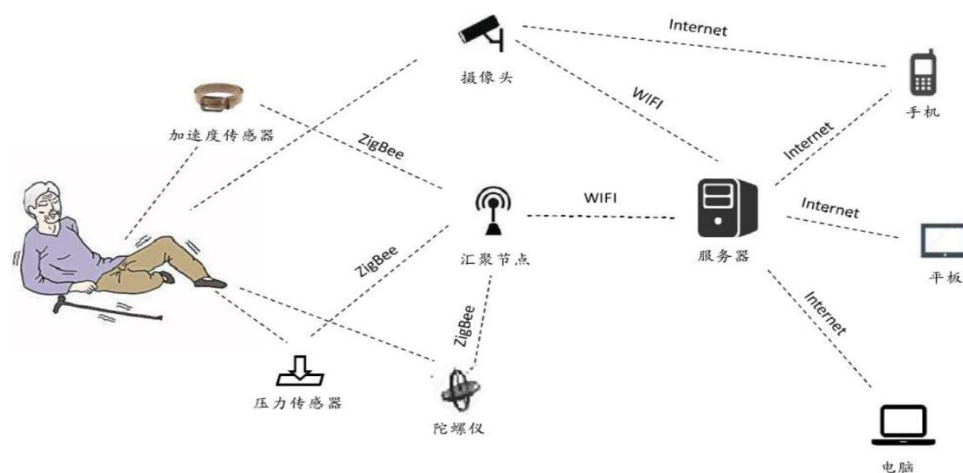 摄像头
Internet
手机
加速度传感器
ZigBee
WIFI
Internet
汇聚节点
WIFI
服务器
Internet
平板
ZigBee
ZigBee
压力传感器
陀螺仪
Internet
电脑